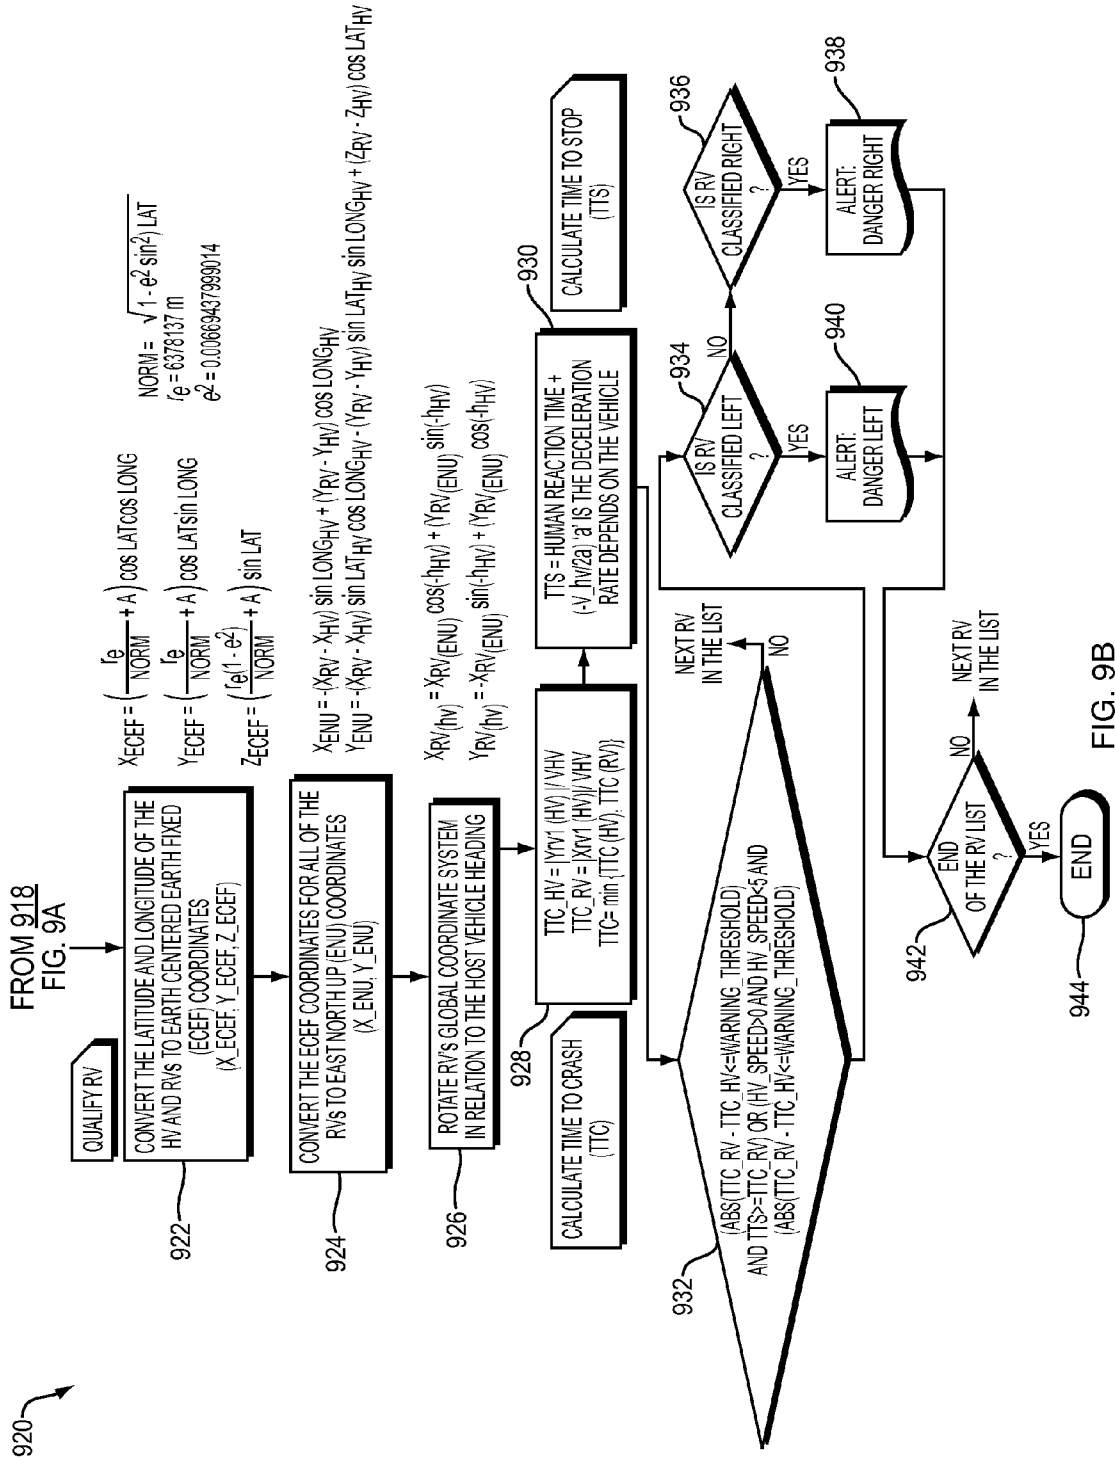 920
FROM 918
FIG. 9A
QUALIFY RV
922
CONVERT THE LATITUDE AND LONGITUDE OF THE
HV AND RVS TO EARTH CENTERED EARTH FIXED
(ECEF) COORDINATES
(X_ECEF, Y_ECEF, Z_ECEF)
X_ECEF = (r_e / NORM + A) cos LAT cos LONG
Y_ECEF = (r_e / NORM + A) cos LAT sin LONG
Z_ECEF = (r_e(1 - e²) / NORM + A) sin LAT
NORM = √(1 - e² sin²) LAT
r_e = 6378137 m
e² = 0.00669437999014
924
CONVERT THE ECEF COORDINATES FOR ALL OF THE
RVs TO EAST NORTH UP (ENU) COORDINATES
(X_ENU, Y_ENU)
X_ENU = -(X_RV - X_HV) sin LONG_HV + (Y_RV - Y_HV) cos LONG_HV
Y_ENU = -(X_RV - X_HV) sin LAT_HV cos LONG_HV - (Y_RV - Y_HV) sin LAT_HV sin LONG_HV + (Z_RV - Z_HV) cos LAT_HV
926
ROTATE RV'S GLOBAL COORDINATE SYSTEM
IN RELATION TO THE HOST VEHICLE HEADING
X_RV(hv) = X_RV(ENU) cos(-h_HV) + (Y_RV(ENU) sin(-h_HV)
Y_RV(hv) = -X_RV(ENU) sin(-h_HV) + (Y_RV(ENU) cos(-h_HV)
CALCULATE TIME TO CRASH
(TTC)
928
TTC_HV = |Yrv1 (HV) | / VHV
TTC_RV = |Xrv1 (HV)| / VHV
TTC= min {TTC (HV), TTC (RV)}
930
TTS = HUMAN REACTION TIME +
(-V_hv/2a) 'a' IS THE DECELERATION
RATE DEPENDS ON THE VEHICLE
CALCULATE TIME TO STOP
(TTS)
932
(ABS(TTC_RV - TTC_HV<=WARNING_THRESHOLD)
AND TTS>=TTC_RV) OR (HV_SPEED>0 AND HV_SPEED<5 AND
(ABS(TTC_RV - TTC_HV<=WARNING_THRESHOLD)
NO
NEXT RV
IN THE LIST
934
IS RV
CLASSIFIED LEFT
?
NO
YES
936
IS RV
CLASSIFIED RIGHT
?
YES
940
ALERT:
DANGER LEFT
938
ALERT:
DANGER RIGHT
942
END
OF THE RV LIST
?
NO
NEXT RV
IN THE LIST
YES
944
END
FIG. 9B